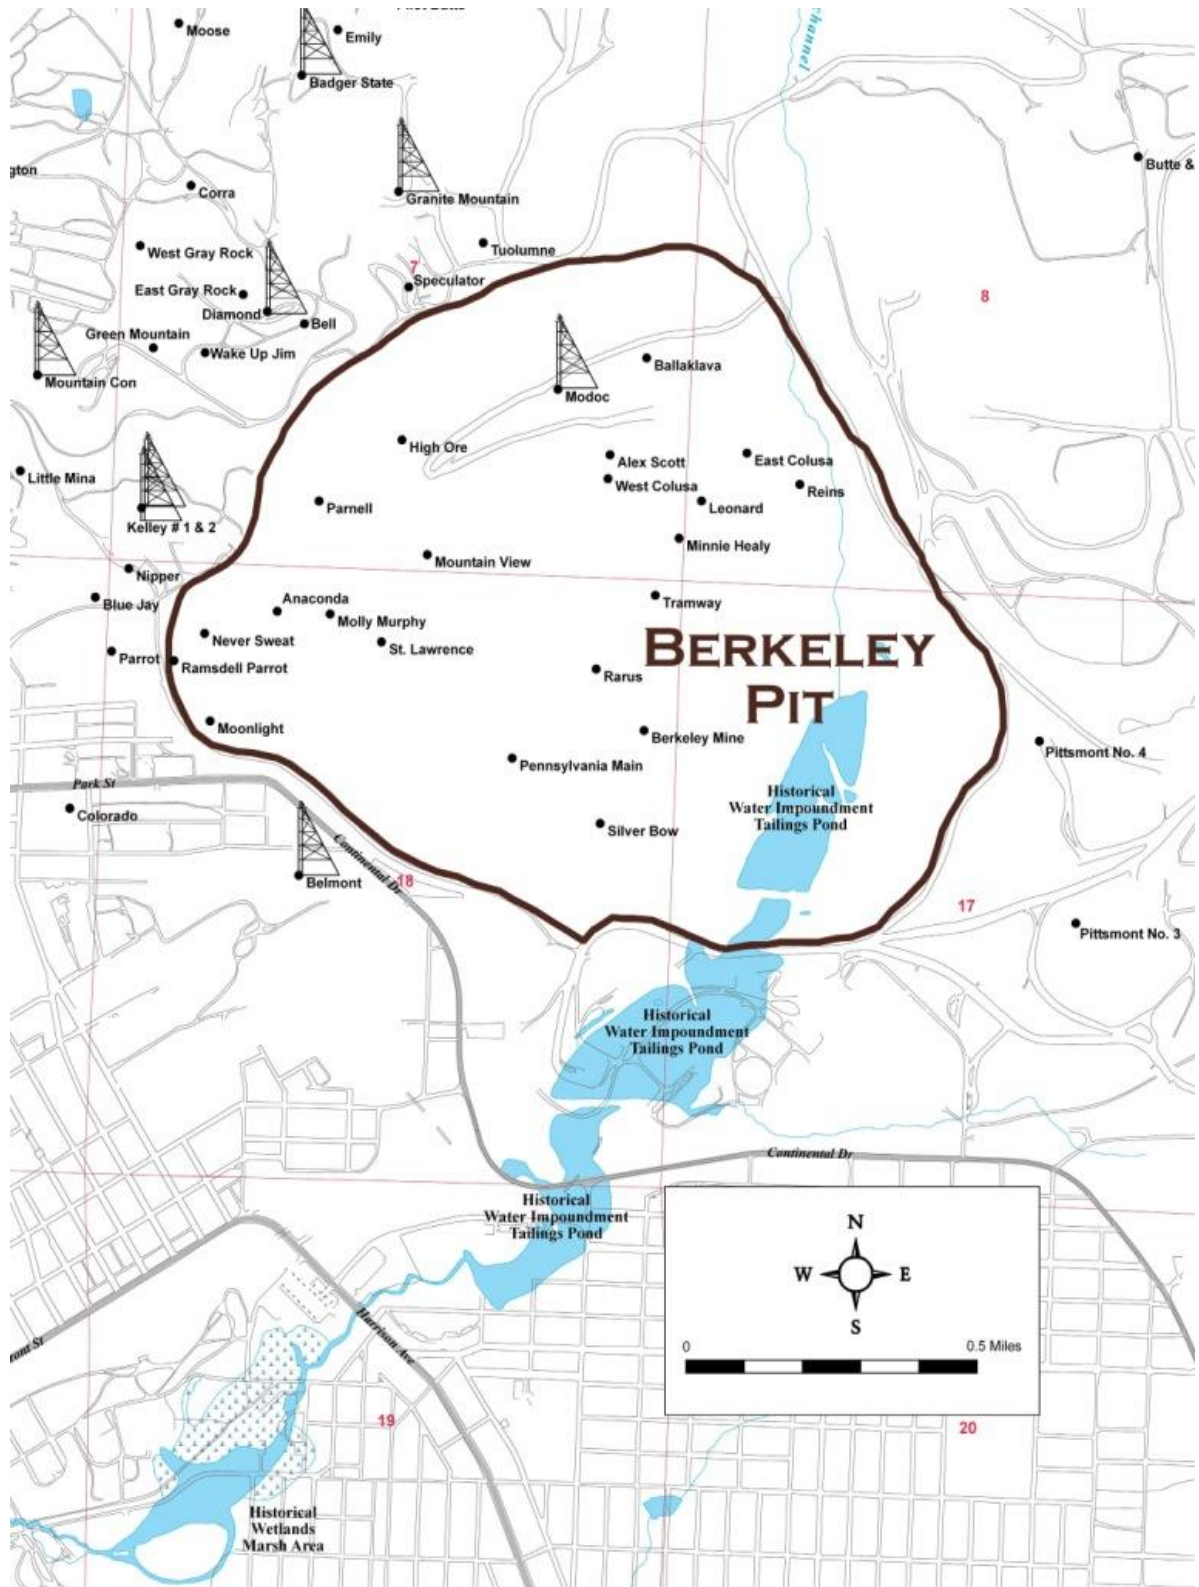 Moose
Emily
Badger State
Channel
Granite Mountain
Butte &
Corra
Tuolumne
West Gray Rock
7
Speculator
East Gray Rock
8
Diamond
Bell
Green Mountain
Wake Up Jim
Mountain Con
Ballaklava
Modoc
High Ore
Alex Scott
East Colusa
Little Mina
West Colusa
Reins
Parnell
Leonard
Kelley # 1 & 2
Minnie Healy
Mountain View
Nipper
Blue Jay
Anaconda
Tramway
Molly Murphy
Never Sweat
St. Lawrence
BERKELEY
PIT
Parrot
Ramsdell Parrot
Rarus
Moonlight
Berkeley Mine
Pittsmont No. 4
Pennsylvania Main
Park St
Historical
Water Impoundment
Tailings Pond
Colorado
Silver Bow
Continental Dr
Belmont
18
17
Pittsmont No. 3
Historical
Water Impoundment
Tailings Pond
Continental Dr
Historical
Water Impoundment
Tailings Pond
N
W E
S
0 0.5 Miles
Harrison Ave
19
20
Historical
Wetlands
Marsh Area